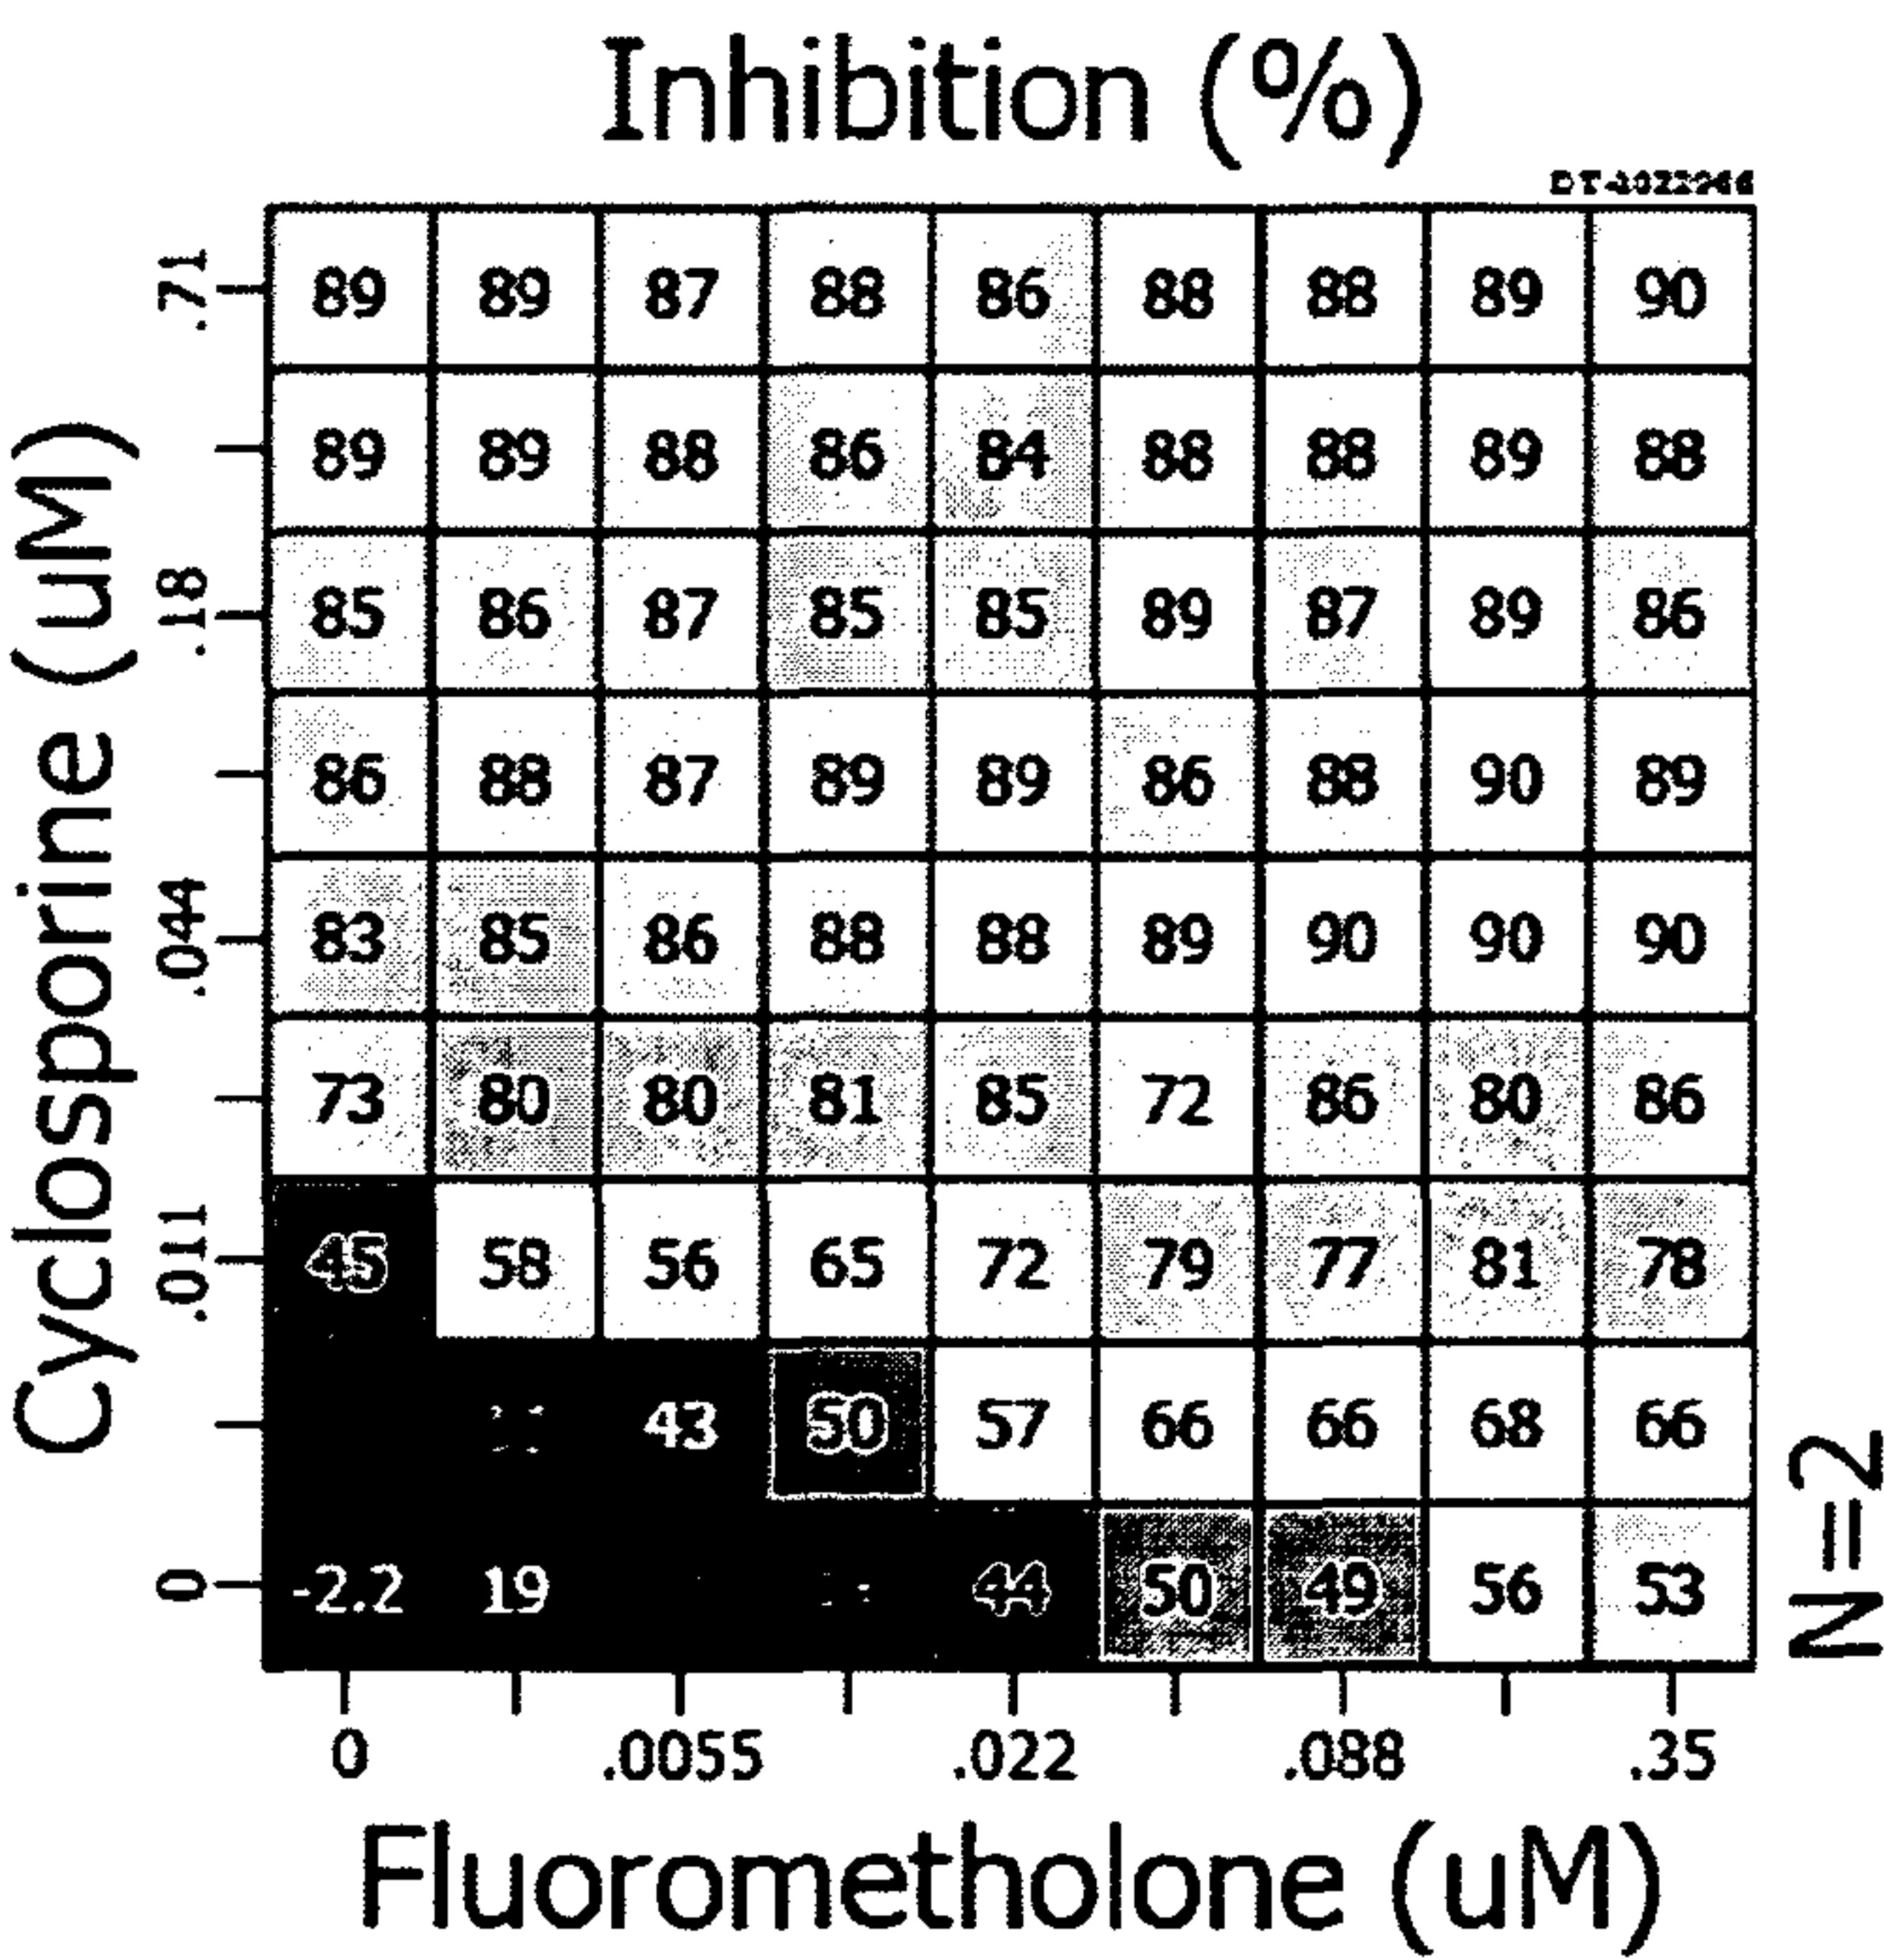 Inhibition (%)
.71 89 89 87 88 86 88 88 89 90
89 89 88 86 84 88 88 89 88
.18 85 86 87 85 85 89 87 89 86
86 88 87 89 89 86 88 90 89
.044 83 85 86 88 88 89 90 90 90
73 80 80 81 85 72 86 80 86
.011 45 58 56 65 72 79 77 81 78
43 50 57 66 66 68 66
0 -2.2 19 44 50 49 56 53
0 .0055 .022 .088 .35
Cyclosporine (uM)
Fluorometholone (uM)
N=2